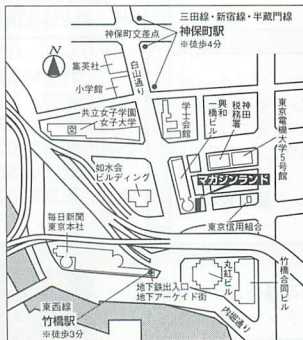 三田線・新宿線・半蔵門線
神保町駅
※徒歩4分
神保町交差点
N
集英社
白山通り
小学館
共立女子学園
女子大学
図
学士会館
興和一橋ビル
神田税務署
東京電機大学5号館
如水会
ビルディング
マガジンランド
毎日新聞
東京本社
東京信用組合
丸紅ビル
竹橋合同ビル
地下鉄出入口
地下アーケイド街
内堀通り
東西線
竹橋駅
※徒歩3分